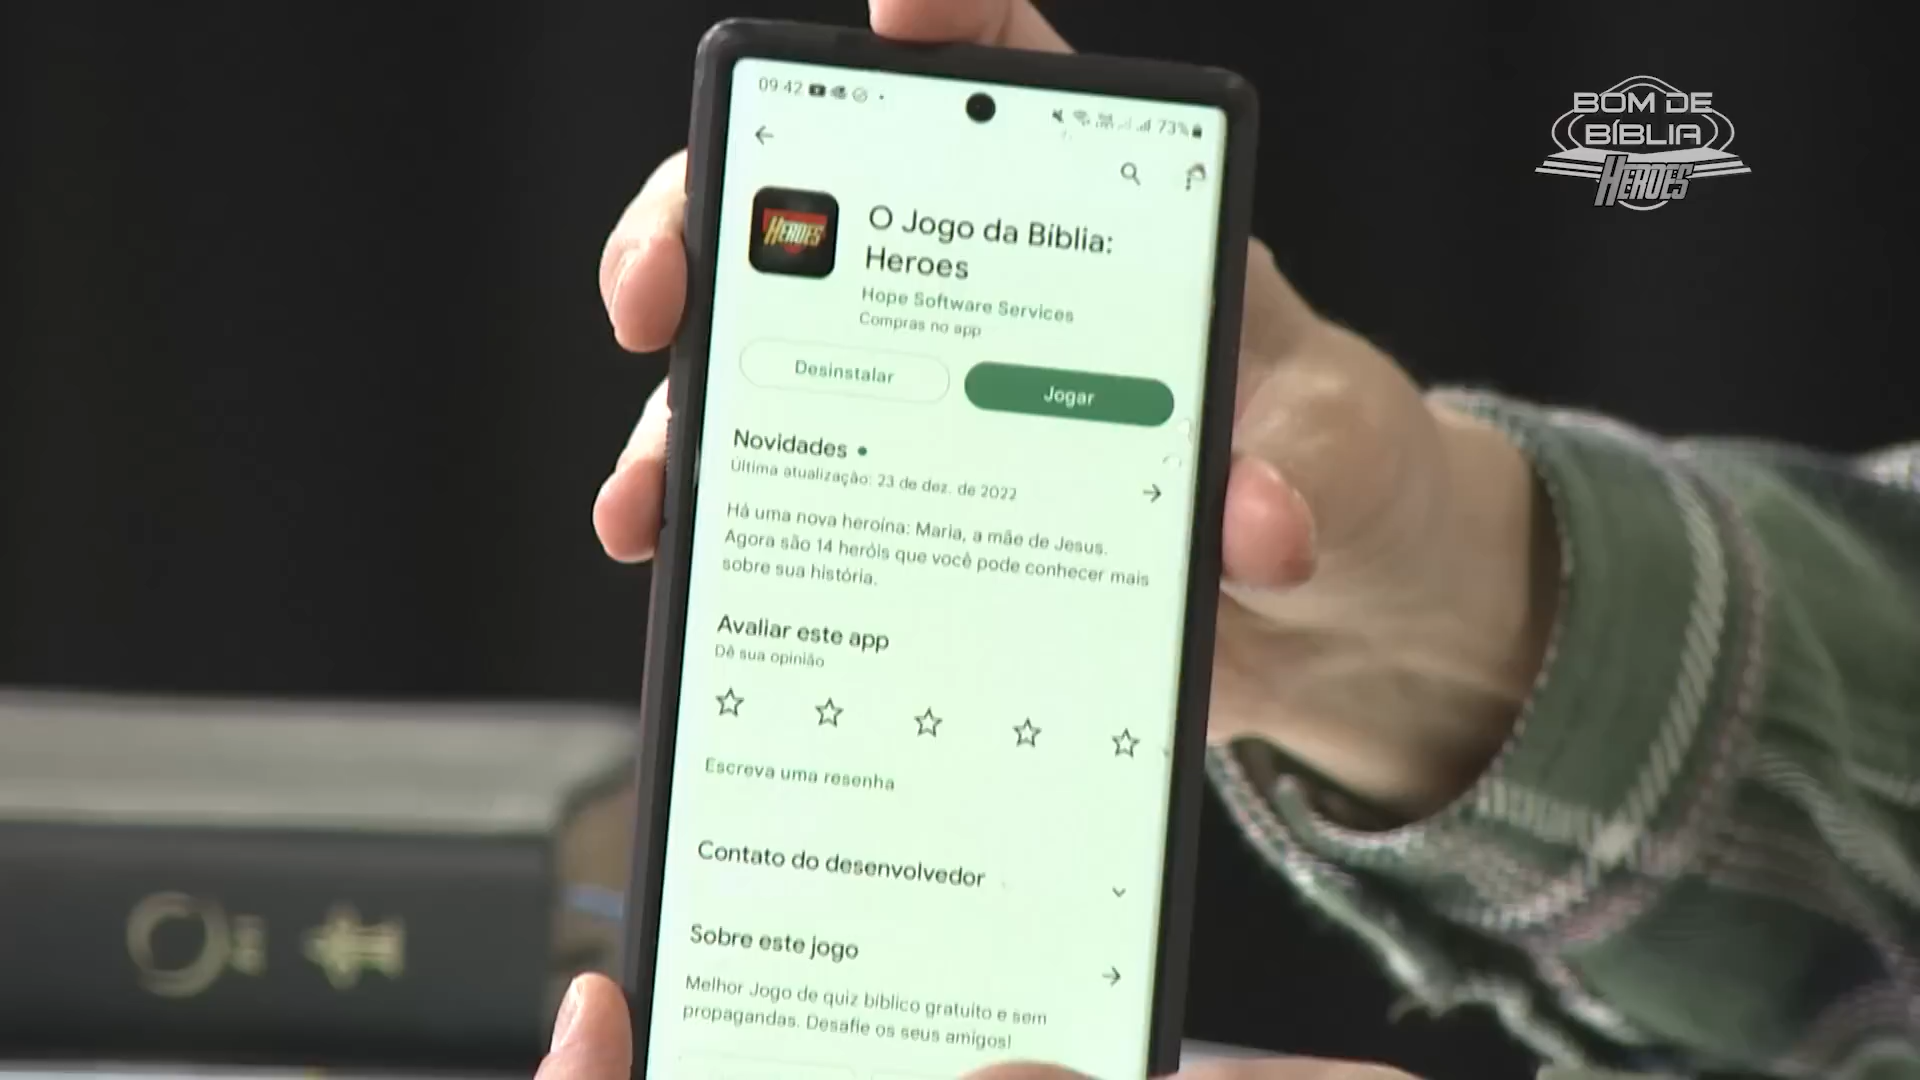 BOM DE
BÍBLIA
HEROES
09:42
73%
HEROES
O Jogo da Bíblia:
Heroes
Hope Software Services
Compras no app
Desinstalar
Jogar
Novidades •
Última atualização: 23 de dez. de 2022
Há uma nova heroína: Maria, a mãe de Jesus.
Agora são 14 heróis que você pode conhecer mais
sobre sua história.
Avaliar este app
Dê sua opinião
Escreva uma resenha
Contato do desenvolvedor
Sobre este jogo
Melhor Jogo de quiz bíblico gratuito e sem
propagandas. Desafie os seus amigos!